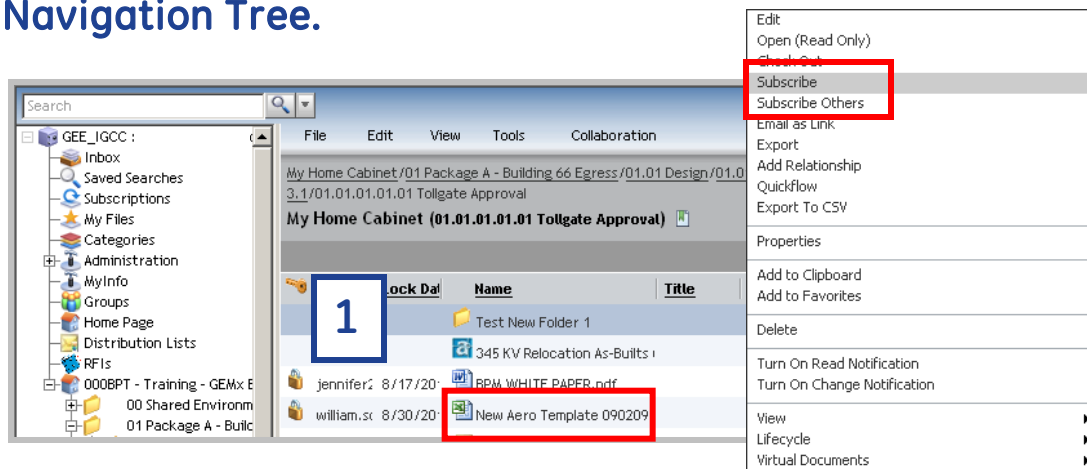 Navigation Tree.
Search
GEE_IGCC :
Inbox
Saved Searches
Subscriptions
My Files
Categories
Administration
MyInfo
Groups
Home Page
Distribution Lists
RFIs
000BPT - Training - GEMx E
00 Shared Environm
01 Package A - Builc
File Edit View Tools Collaboration
My Home Cabinet/01 Package A - Building 66 Egress/01.01 Design/01.0
3.1/01.01.01.01.01 Tollgate Approval
My Home Cabinet (01.01.01.01.01 Tollgate Approval)
1
Lock Da Name Title
Test New Folder 1
345 KV Relocation As-Builts
jennifer2 8/17/20 BPM WHITE PAPER.pdf
william.sc 8/30/20 New Aero Template 090209
Edit
Open (Read Only)
Check Out
Subscribe
Subscribe Others
Email as Link
Export
Add Relationship
Quickflow
Export To CSV
Properties
Add to Clipboard
Add to Favorites
Delete
Turn On Read Notification
Turn On Change Notification
View
Lifecycle
Virtual Documents